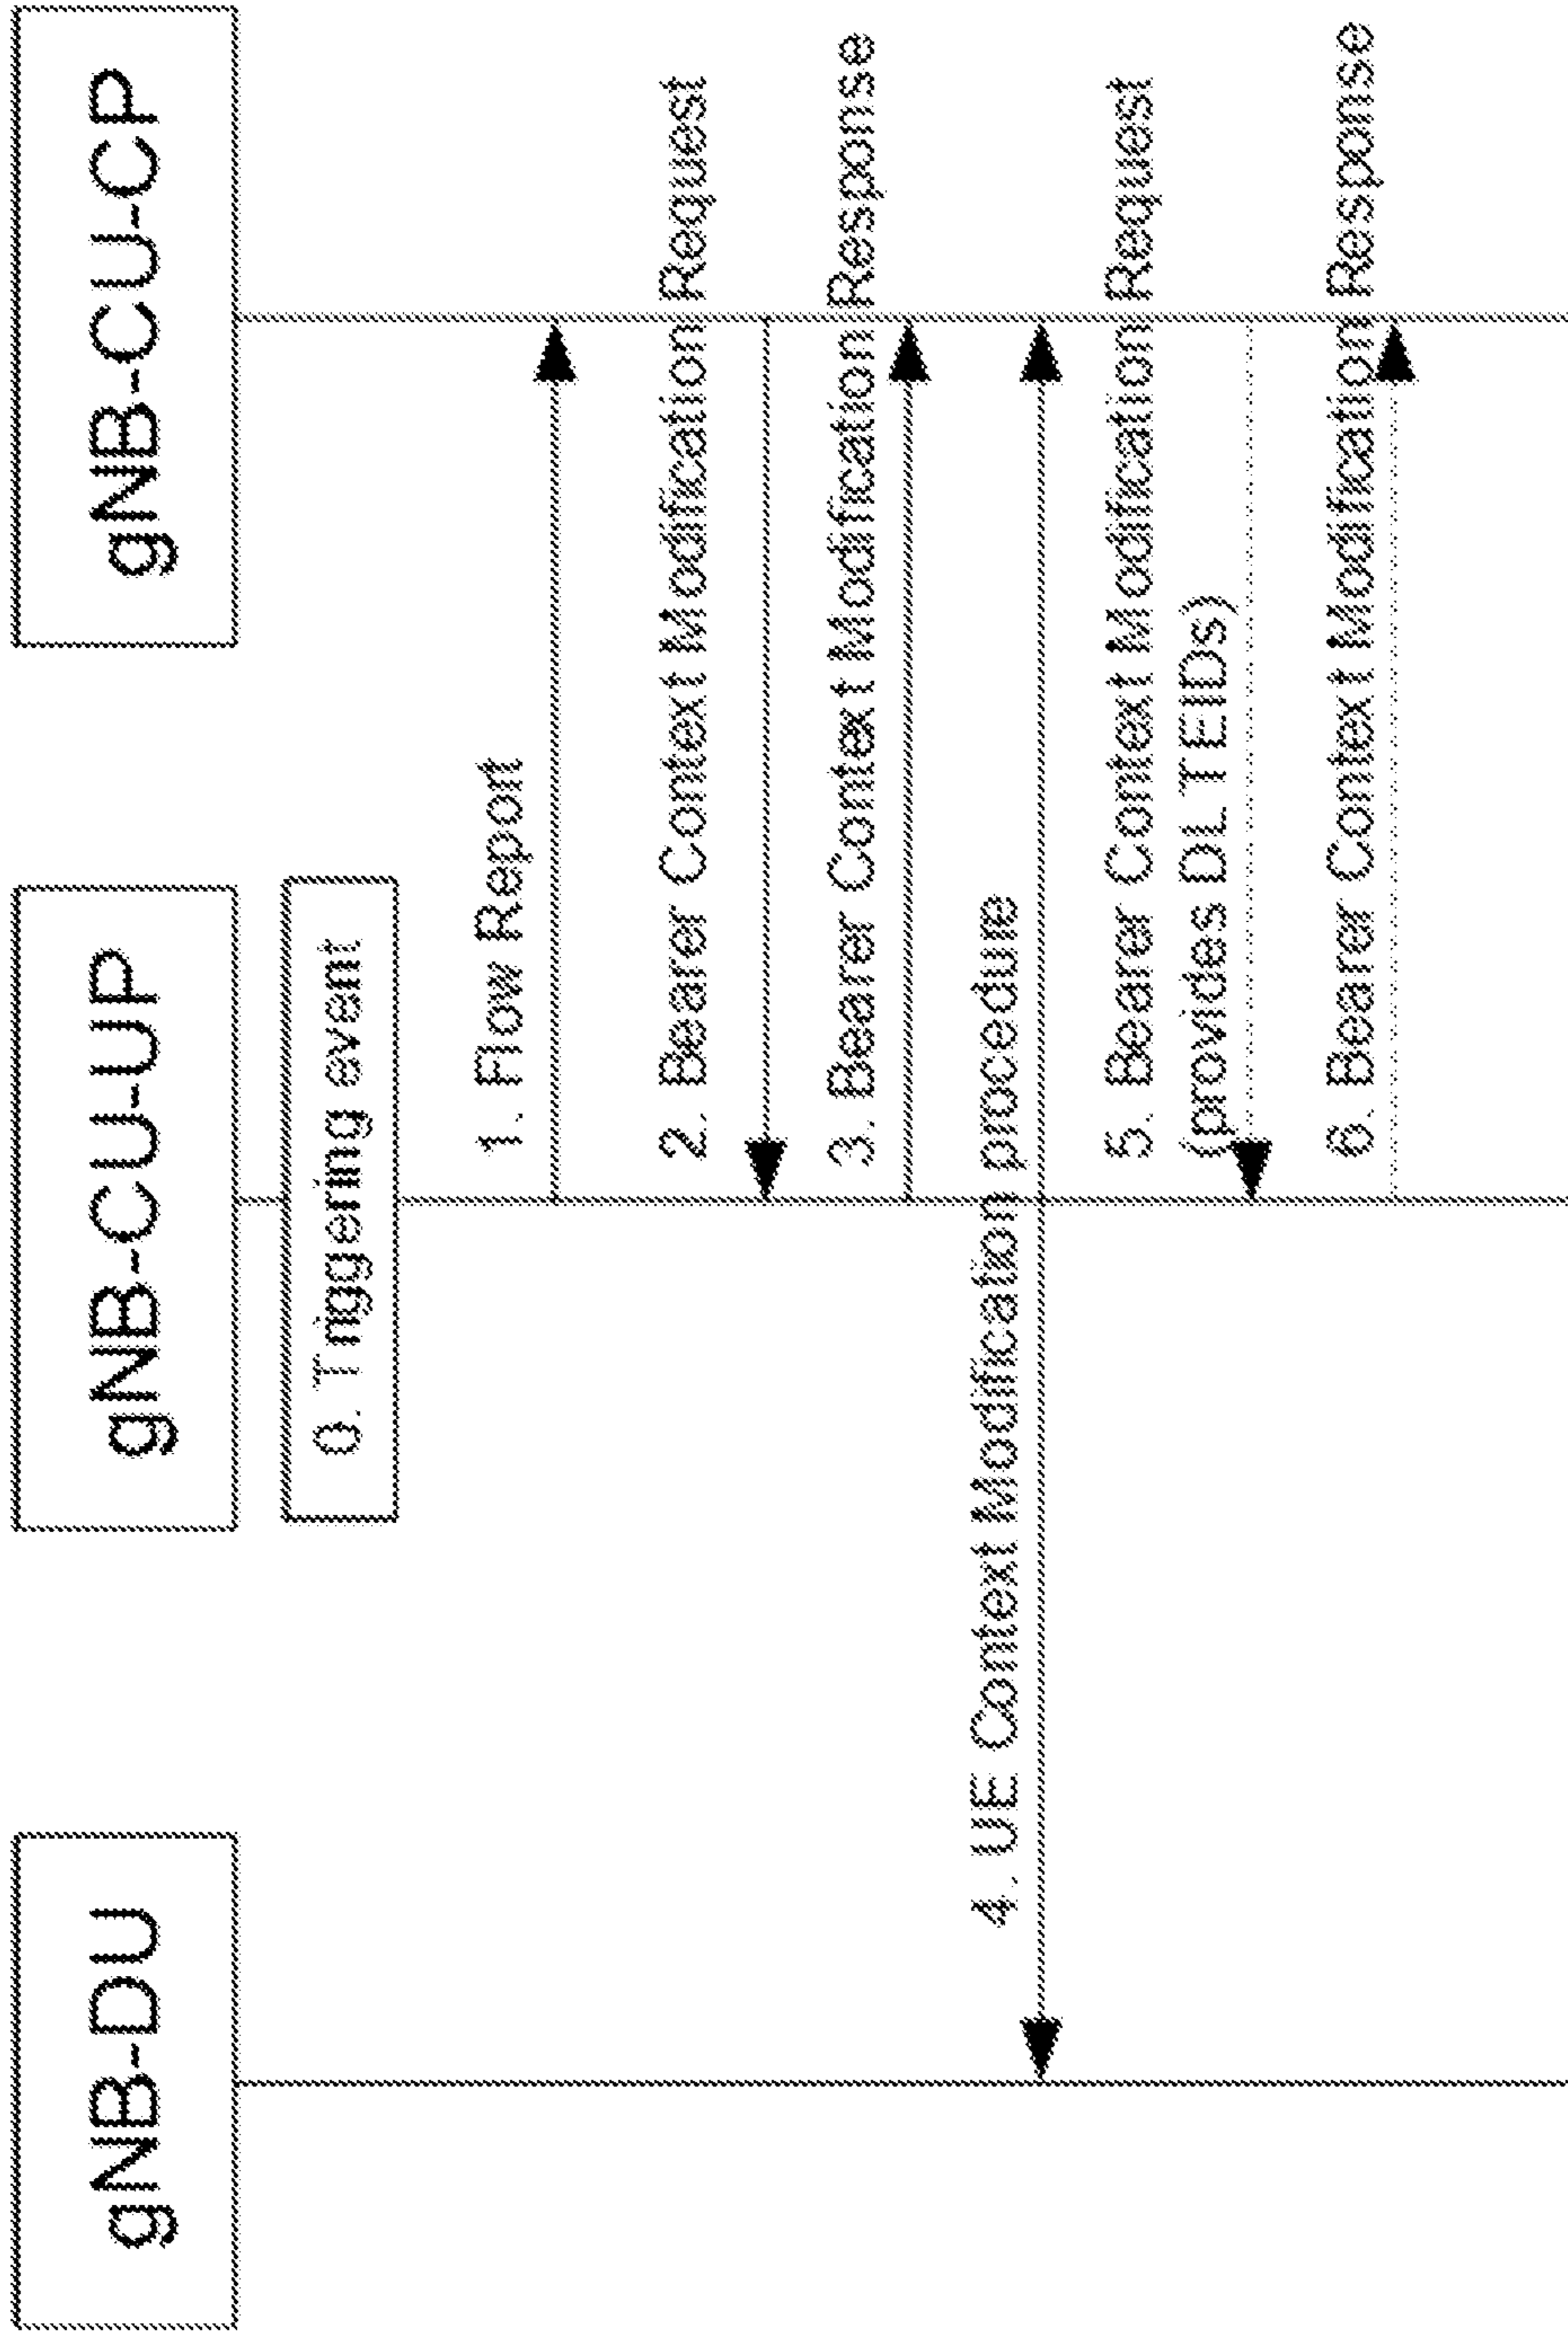 gNB-DU
gNB-CU-UP
gNB-CU-CP
0. Triggering event
1. Flow Report
2. Bearer Context Modification Request
3. Bearer Context Modification Response
4. UE Context Modification procedure
5. Bearer Context Modification Request
(provides DL TEIDs)
6. Bearer Context Modification Response